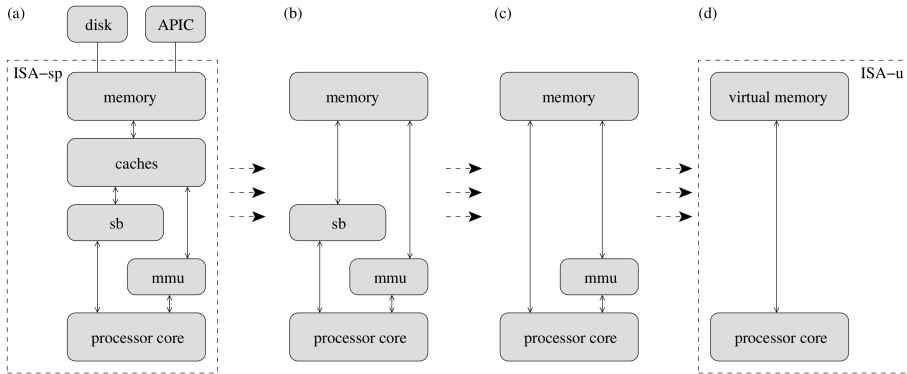 (a)
disk
APIC
ISA-sp
memory
caches
sb
mmu
processor core
(b)
memory
sb
mmu
processor core
(c)
memory
mmu
processor core
(d)
ISA-u
virtual memory
processor core